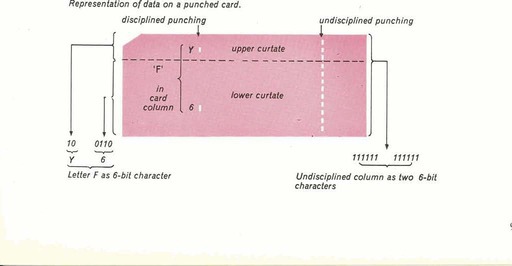 Representation of data on a punched card.
disciplined punching
undisciplined punching
Y
upper curtate
'F'
in
card
column
lower curtate
6
10
0110
Y
6
111111 111111
Letter F as 6-bit character
Undisciplined column as two 6-bit
characters